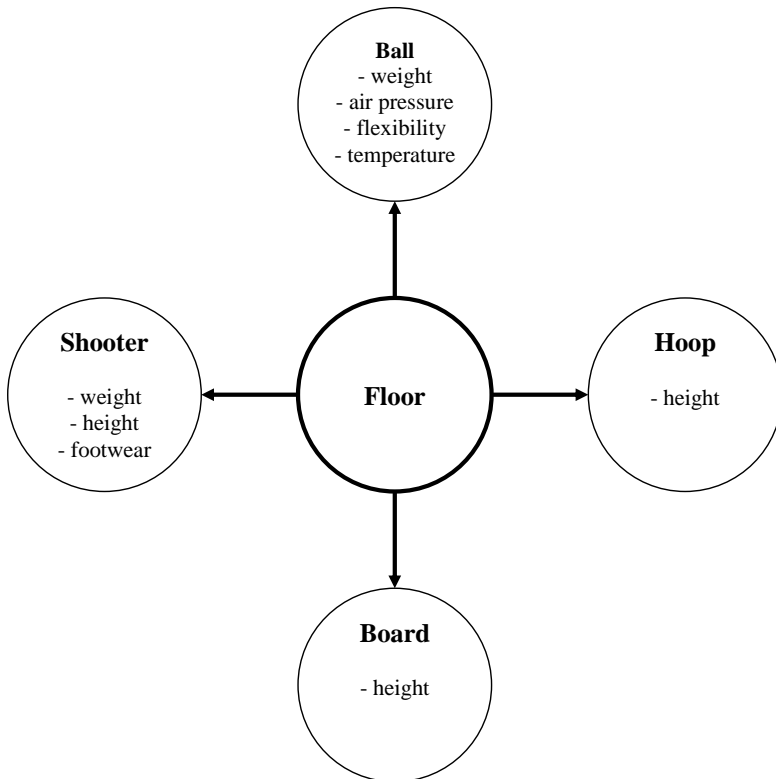 Ball
- weight
- air pressure
- flexibility
- temperature
Shooter
- weight
- height
- footwear
Floor
Hoop
- height
Board
- height